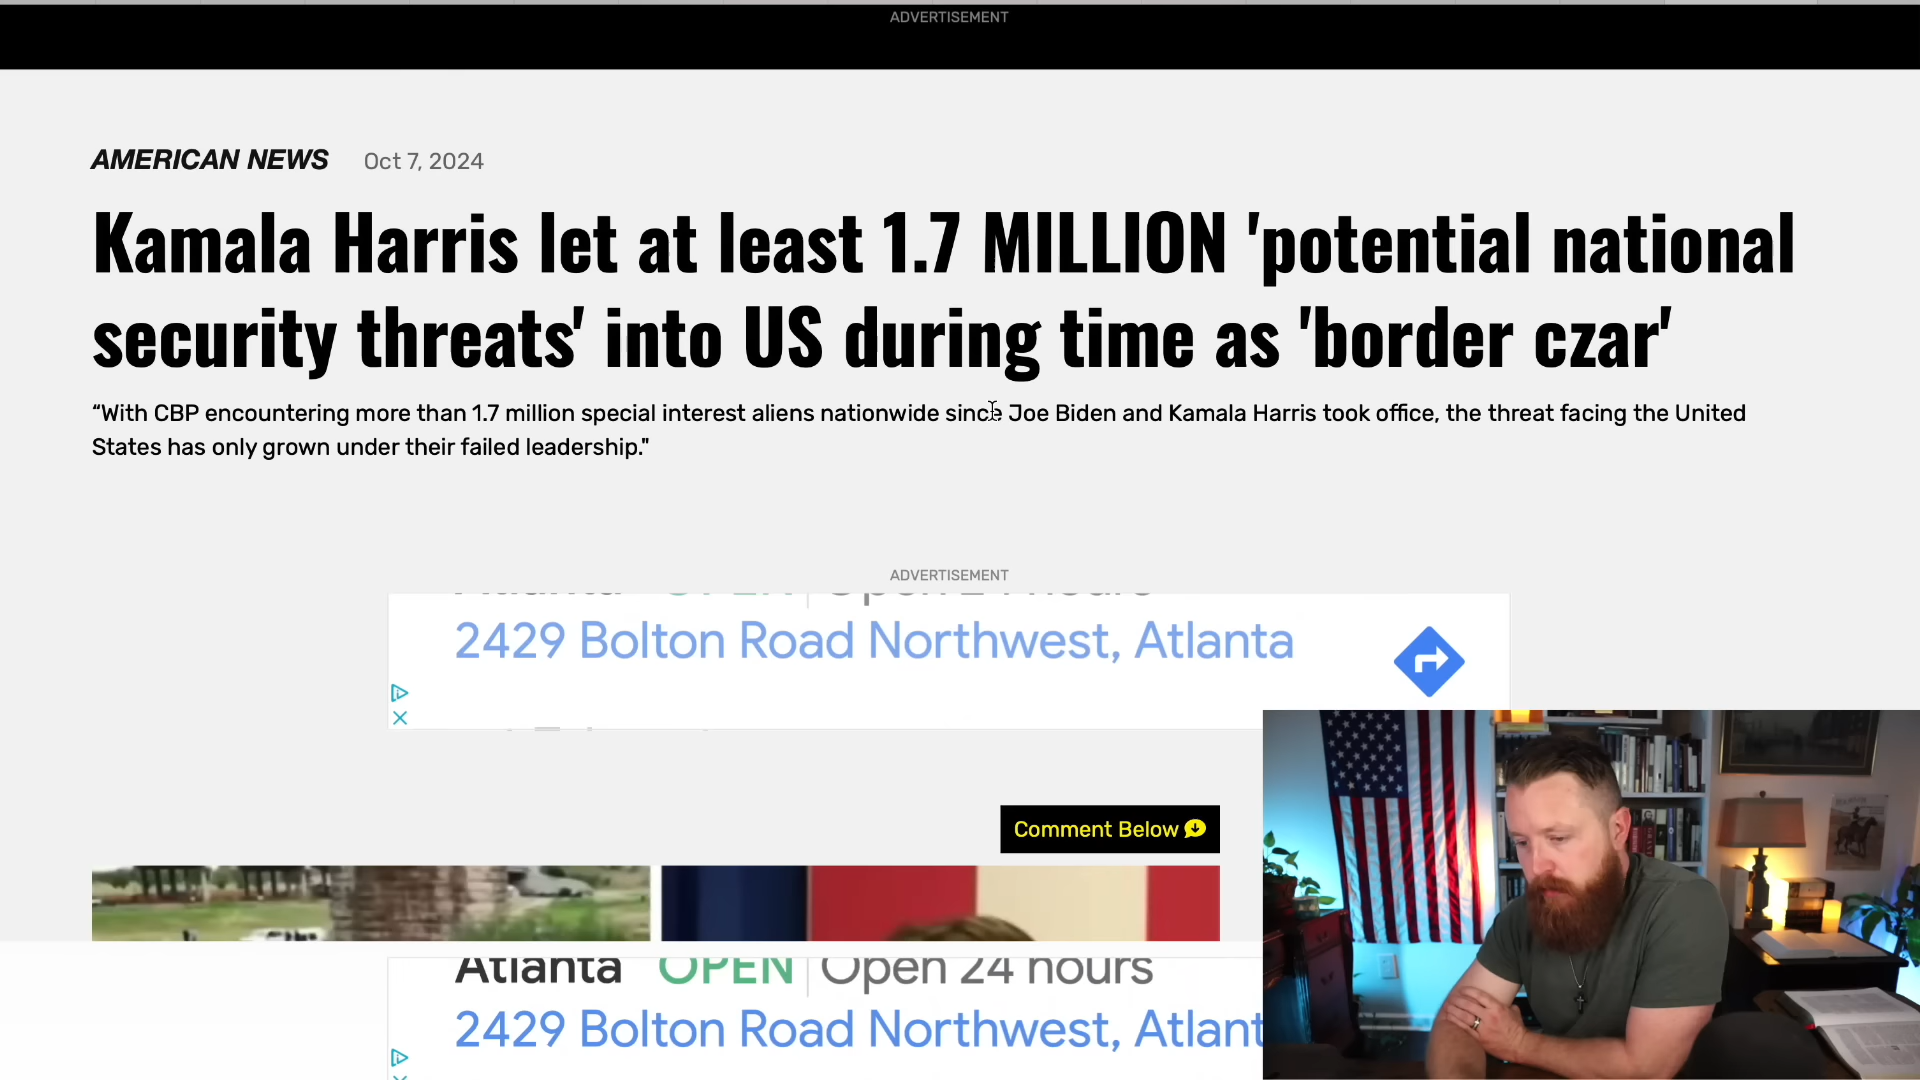 ADVERTISEMENT
AMERICAN NEWS Oct 7, 2024
Kamala Harris let at least 1.7 MILLION 'potential national
security threats' into US during time as 'border czar'
“With CBP encountering more than 1.7 million special interest aliens nationwide since Joe Biden and Kamala Harris took office, the threat facing the United
States has only grown under their failed leadership."
ADVERTISEMENT
Atlanta OPEN Open 24 hours
2429 Bolton Road Northwest, Atlanta
Comment Below
Atlanta OPEN Open 24 hours
2429 Bolton Road Northwest, Atlant